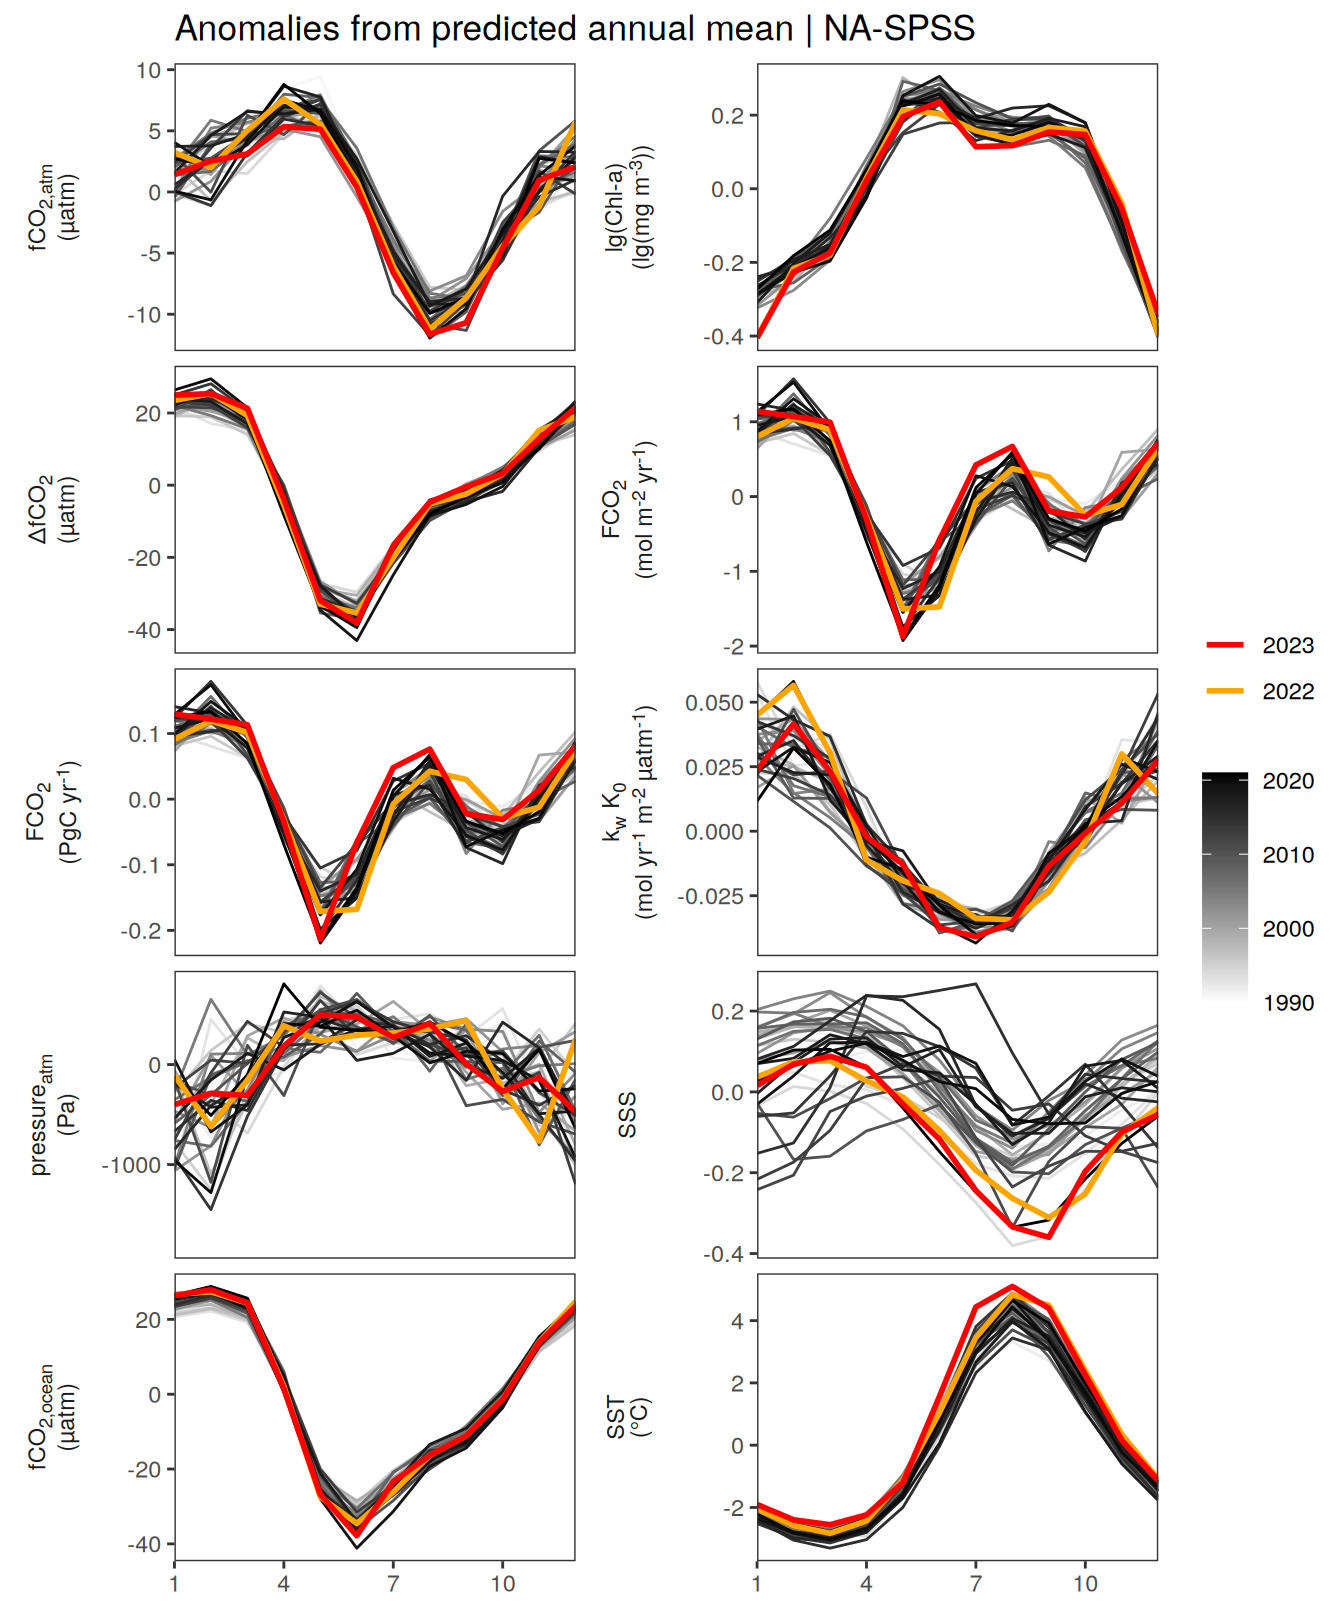 Anomalies from predicted annual mean | NA-SPSS
fCO2,atm
(µatm)
10
5
0
-5
-10
lg(Chl-a)
(lg(mg m-3))
0.2
0.0
-0.2
-0.4
ΔfCO2
(µatm)
20
0
-20
-40
FCO2
(mol m-2 yr-1)
1
0
-1
-2
FCO2
(PgC yr-1)
0.1
0.0
-0.1
-0.2
kw K0
(mol yr-1 m-2 µatm-1)
0.050
0.025
0.000
-0.025
pressureatm
(Pa)
0
-1000
SSS
0.2
0.0
-0.2
-0.4
fCO2,ocean
(µatm)
20
0
-20
-40
1
4
7
10
SST
(°C)
4
2
0
-2
1
4
7
10
2023
2022
2020
2010
2000
1990